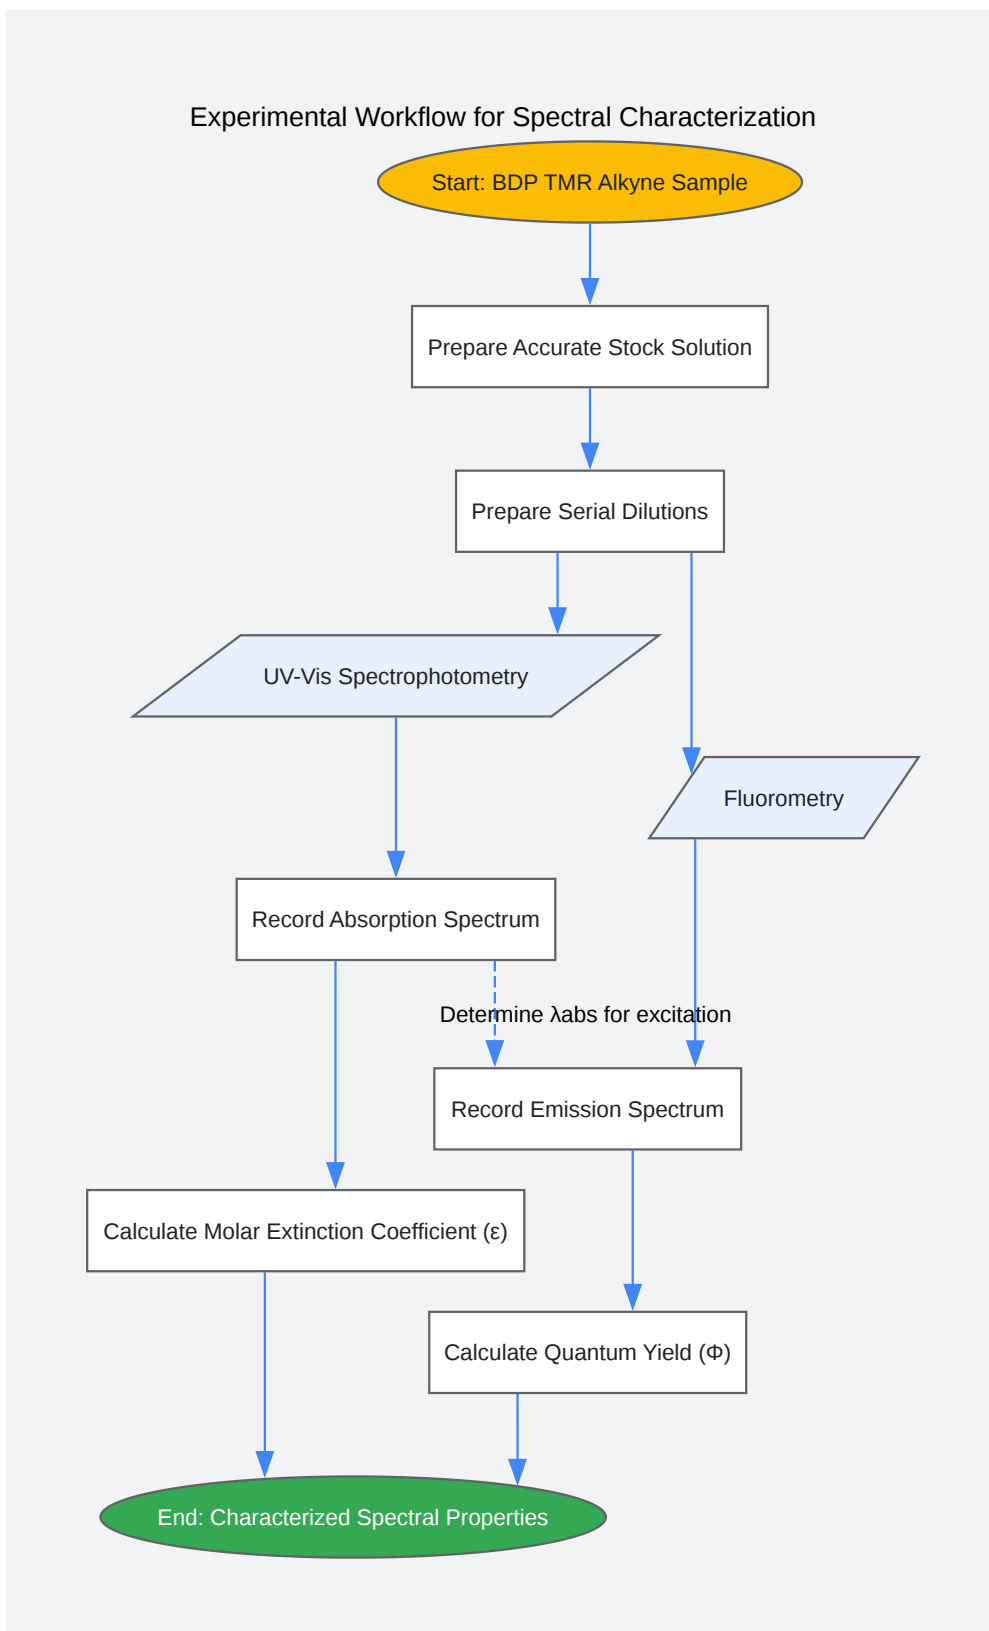 Experimental Workflow for Spectral Characterization
Start: BDP TMR Alkyne Sample
Prepare Accurate Stock Solution
Prepare Serial Dilutions
UV-Vis Spectrophotometry
Fluorometry
Record Absorption Spectrum
Determine λabs for excitation
Record Emission Spectrum
Calculate Molar Extinction Coefficient (ε)
Calculate Quantum Yield (Φ)
End: Characterized Spectral Properties